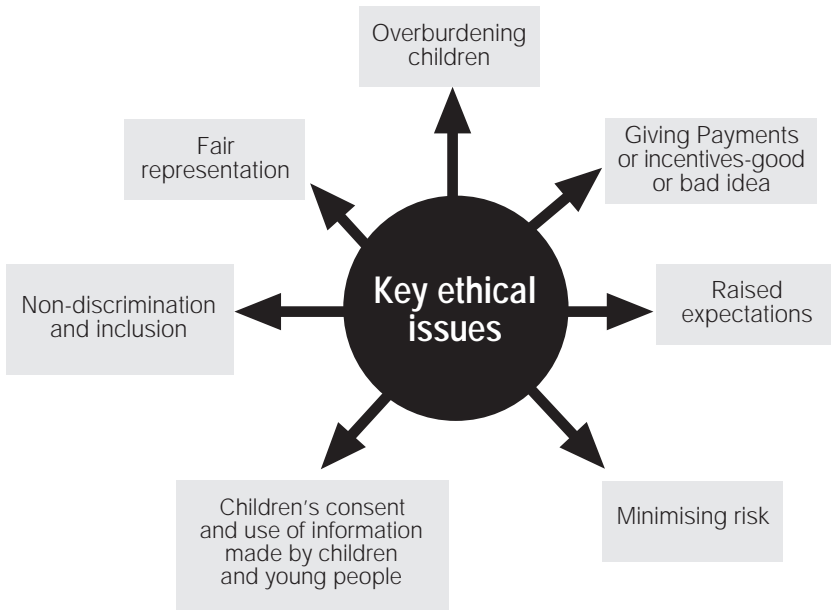 Overburdening
children
Fair
representation
Giving Payments
or incentives-good
or bad idea
Key ethical
issues
Non-discrimination
and inclusion
Raised
expectations
Children's consent
and use of information
made by children
and young people
Minimising risk